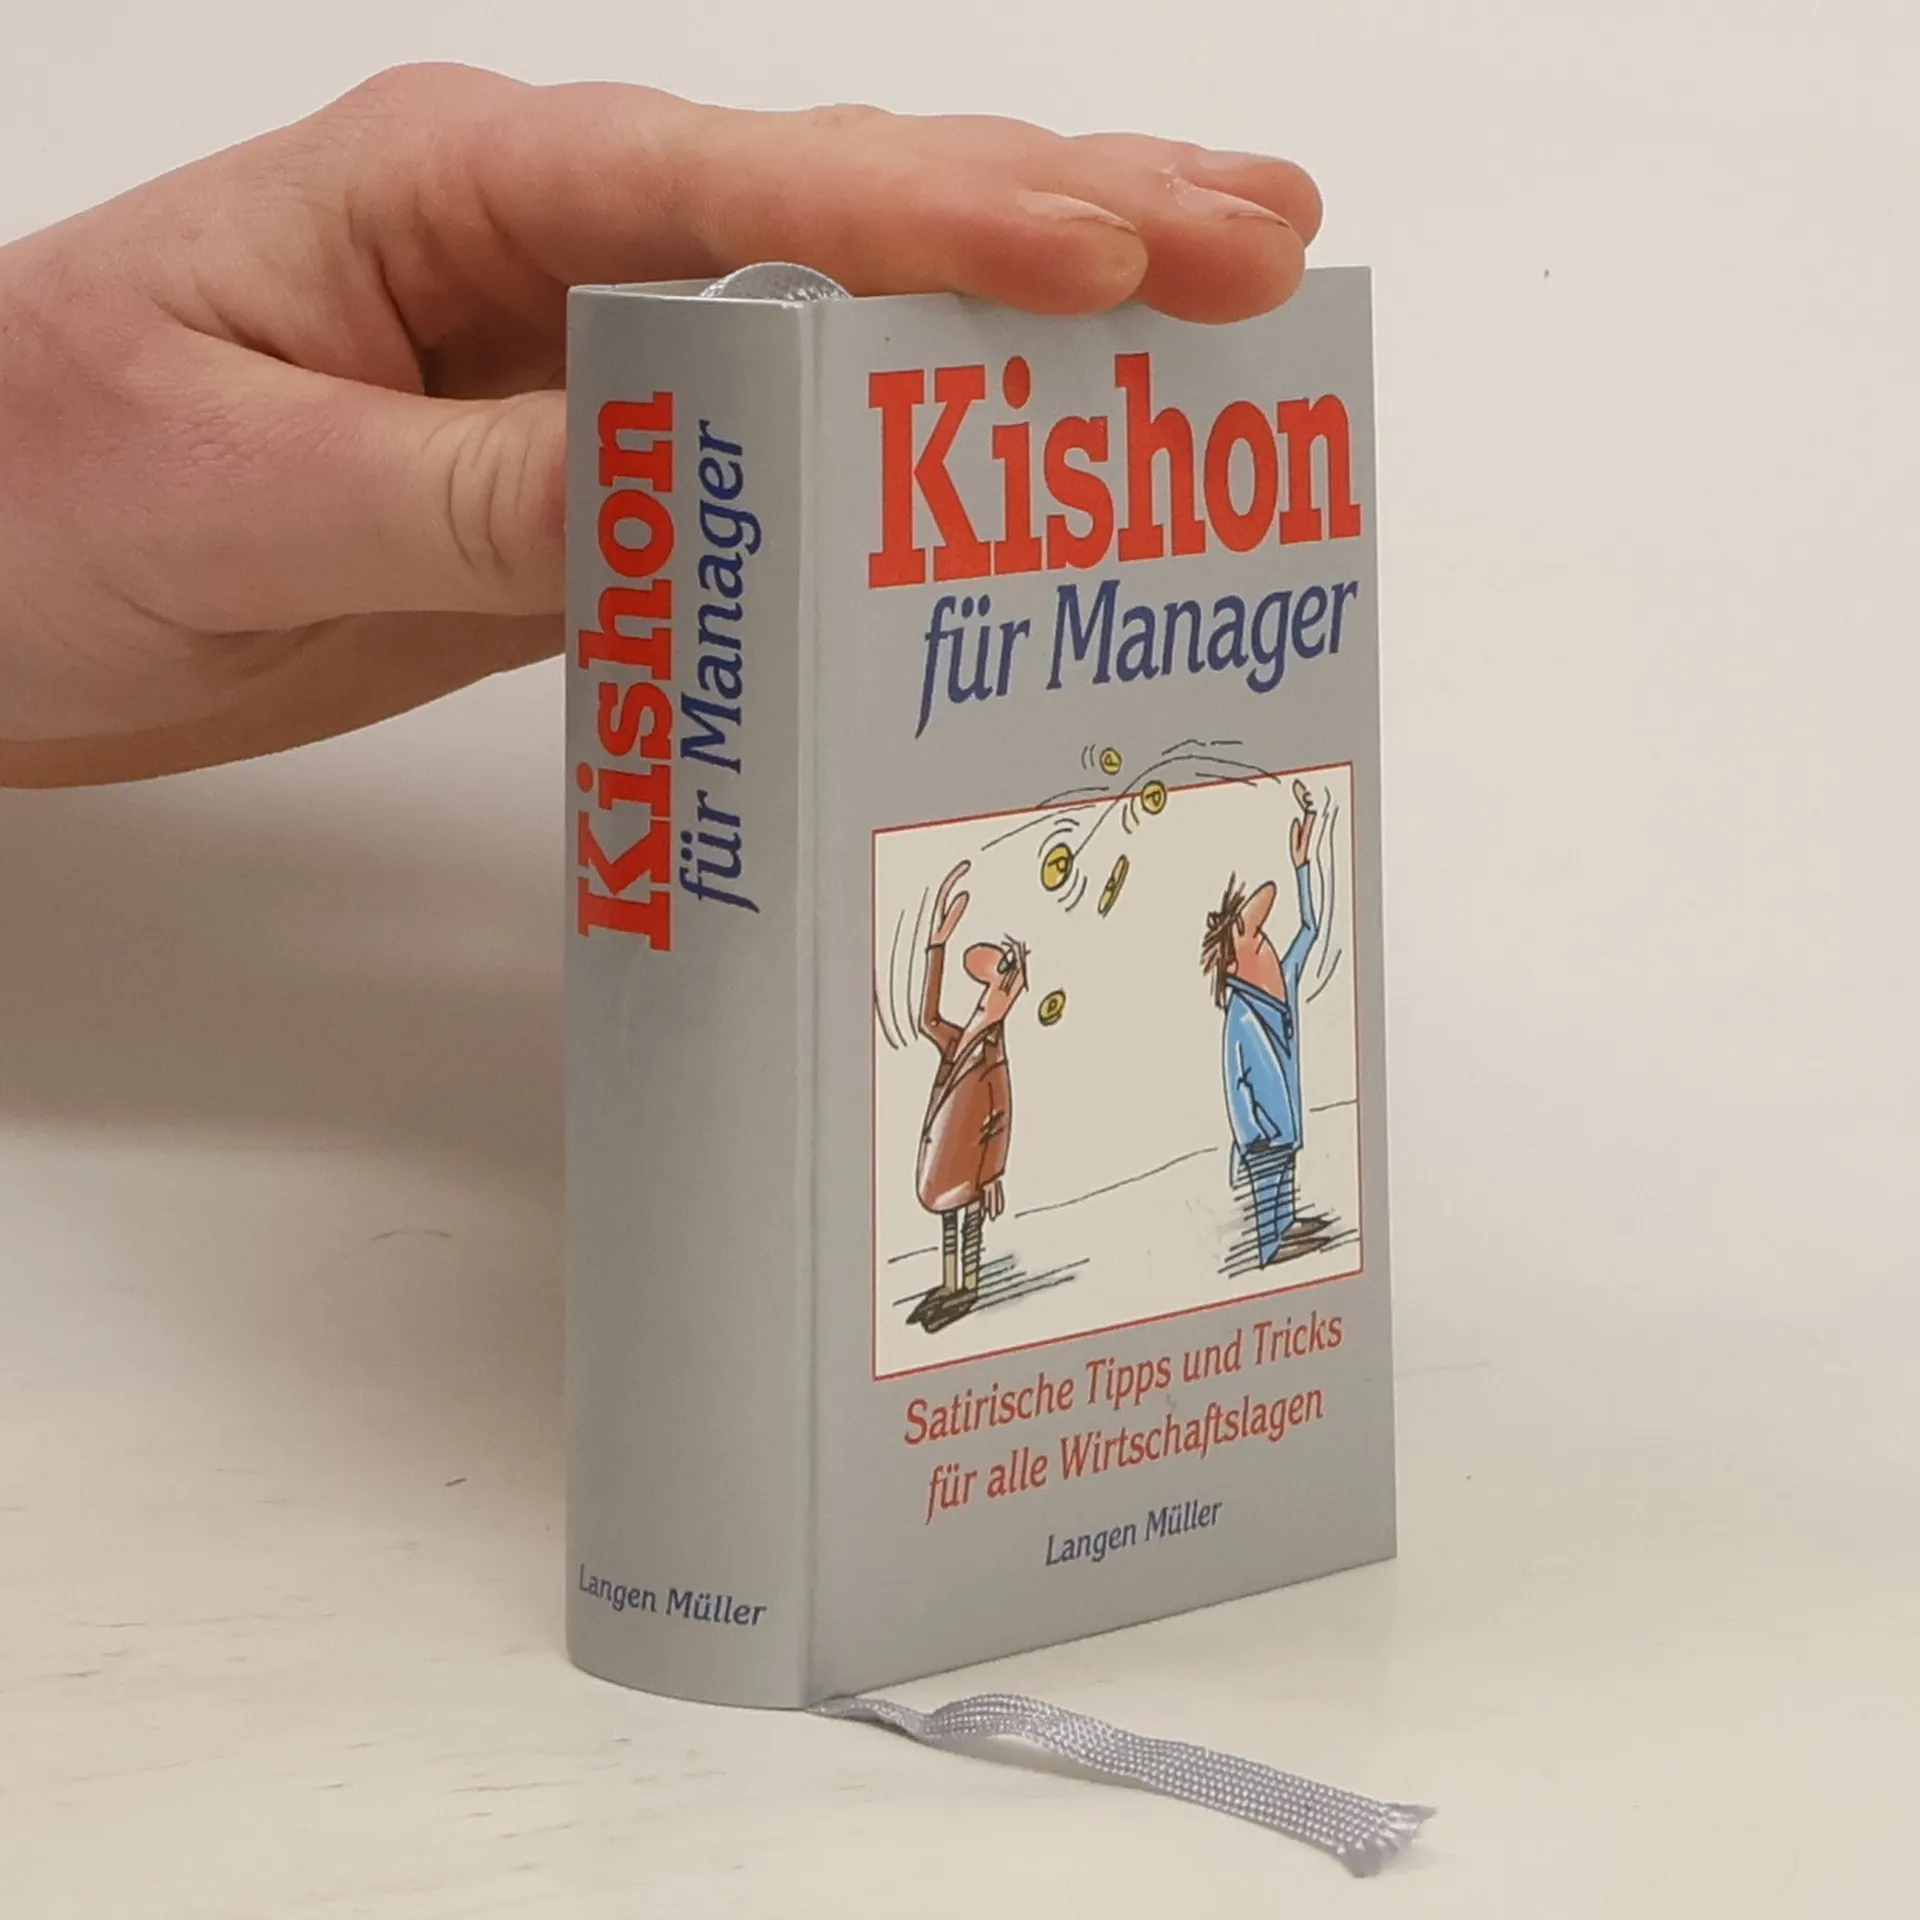 Kishon
für Manager
Langen Müller
Kishon
für Manager
P
P
P
P
Satirische Tipps und Tricks
für alle Wirtschaftslagen
Langen Müller